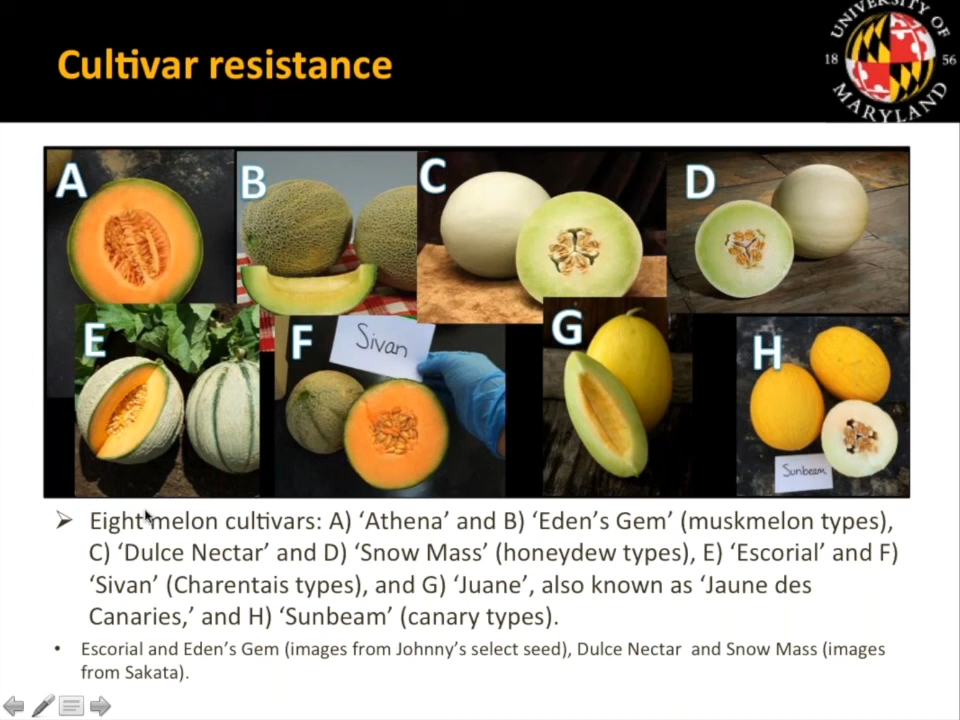 Cultivar resistance
UNIVERSITY OF
18 56
MARYLAND
A
B
C
D
E
F
Sivan
G
H
Sunbeam
Eight melon cultivars: A) ‘Athena’ and B) ‘Eden’s Gem’ (muskmelon types),
C) ‘Dulce Nectar’ and D) ‘Snow Mass’ (honeydew types), E) ‘Escorial’ and F)
‘Sivan’ (Charentais types), and G) ‘Juane’, also known as ‘Jaune des
Canaries,’ and H) ‘Sunbeam’ (canary types).
Escorial and Eden’s Gem (images from Johnny’s select seed), Dulce Nectar and Snow Mass (images
from Sakata).